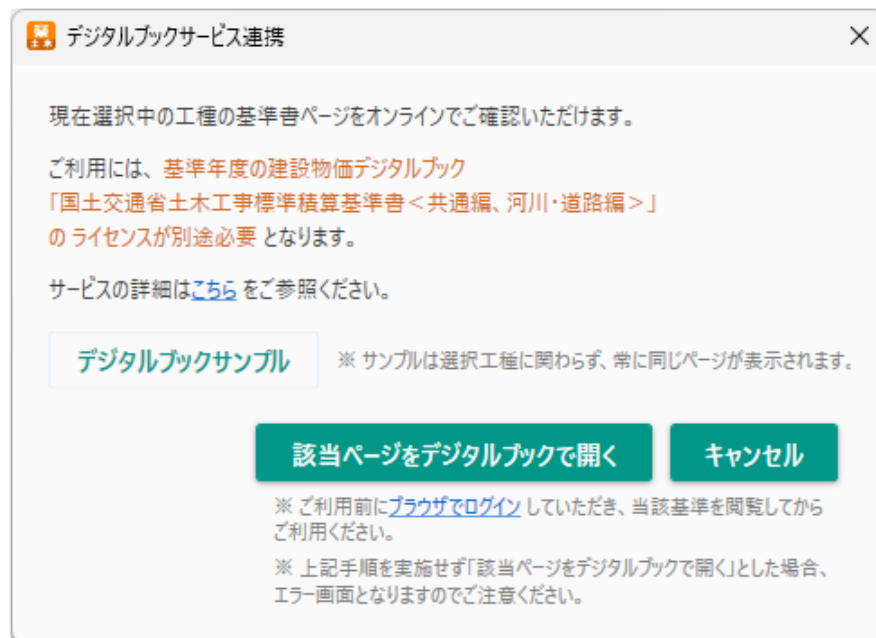 デジタルブックサービス連携
現在選択中の工種の基準書ページをオンラインでご確認いただけます。
ご利用には、基準年度の建設物価デジタルブック
「国土交通省土木工事標準積算基準書＜共通編、河川・道路編＞」
の ライセンスが別途必要 となります。
サービスの詳細はこちら をご参照ください。
デジタルブックサンプル
※ サンプルは選択工種に関わらず、常に同じページが表示されます。
該当ページをデジタルブックで開く
キャンセル
※ ご利用前にブラウザでログイン していただき、当該基準を閲覧してから
ご利用ください。
※ 上記手順を実施せず「該当ページをデジタルブックで開く」とした場合、
エラー画面となりますのでご注意ください。